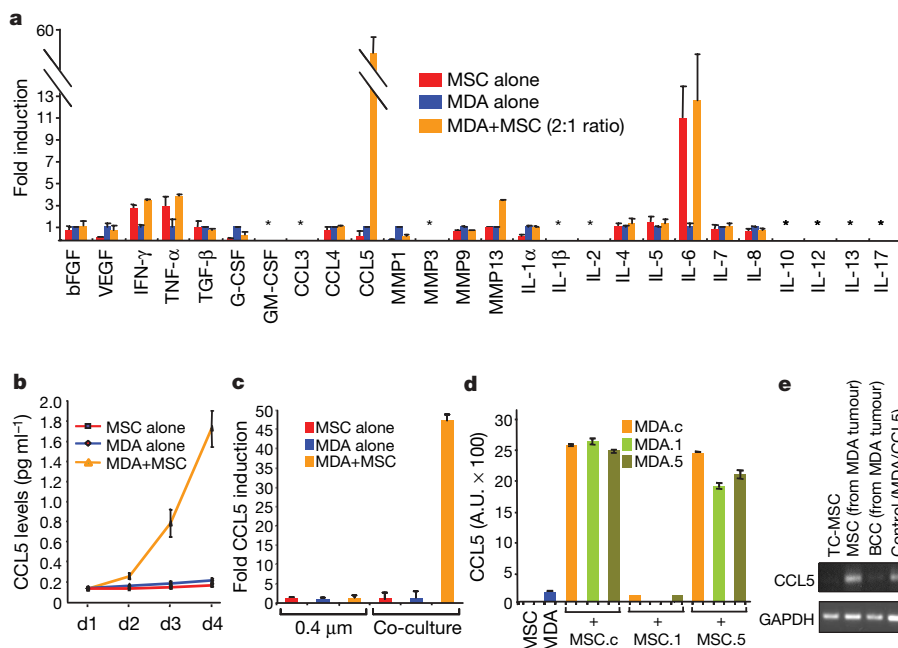 a
60
13
11
9
7
5
3
1
Fold induction
MSC alone
MDA alone
MDA+MSC (2:1 ratio)
* * * * * * * * *
bFGF
VEGF
IFN-γ
TNF-α
TGF-β
G-CSF
GM-CSF
CCL3
CCL4
CCL5
MMP1
MMP3
MMP9
MMP13
IL-1α
IL-1β
IL-2
IL-4
IL-5
IL-6
IL-7
IL-8
IL-10
IL-12
IL-13
IL-17
b
CCL5 levels (pg ml⁻¹)
2.0
1.8
1.6
1.4
1.2
1.0
0.8
0.6
0.4
0.2
0
MSC alone
MDA alone
MDA+MSC
d1 d2 d3 d4
c
Fold CCL5 induction
50
45
40
35
30
25
20
15
10
5
0
MSC alone
MDA alone
MDA+MSC
0.4 μm Co-culture
d
CCL5 (A.U. × 100)
30
25
20
15
10
5
0
MDA.c
MDA.1
MDA.5
MSC
MDA
+ + +
MSC.c MSC.1 MSC.5
e
TC-MSC
MSC (from MDA tumour)
BCC (from MDA tumour)
Control (MDA/CCL5)
CCL5
GAPDH